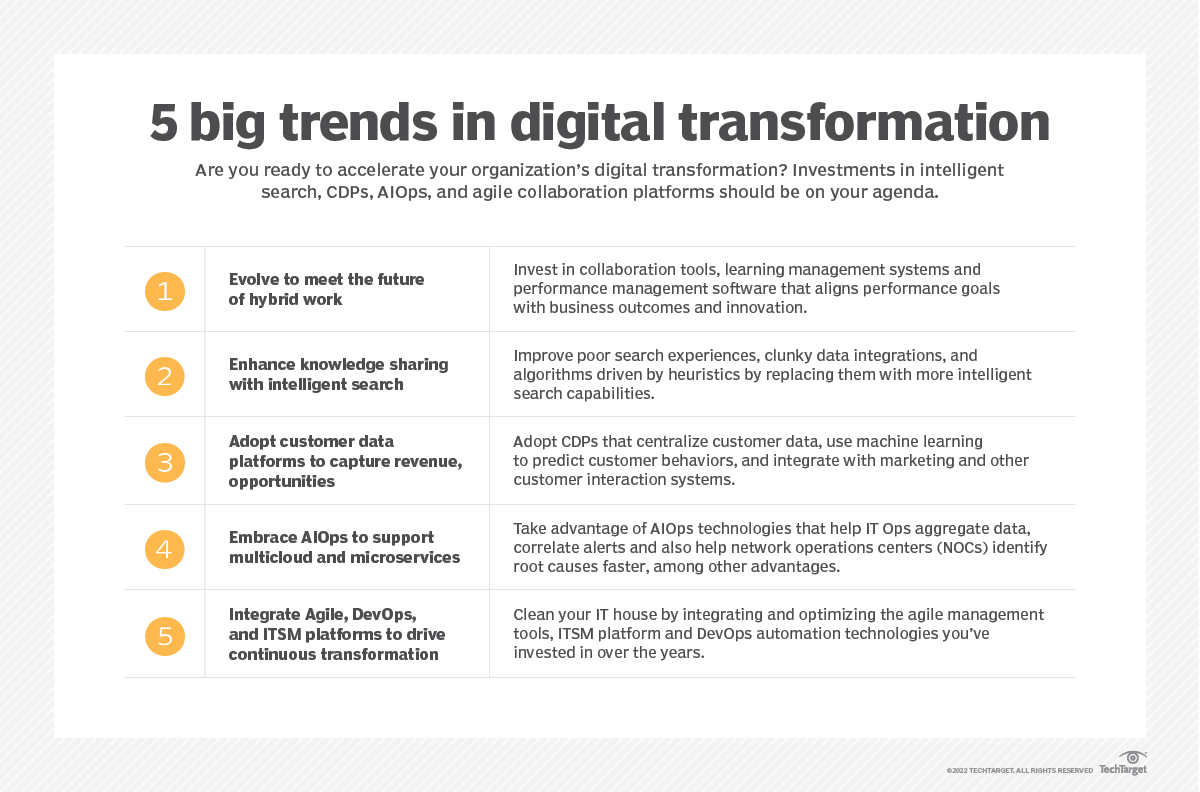 5 big trends in digital transformation
Are you ready to accelerate your organization’s digital transformation? Investments in intelligent
search, CDPs, AIOps, and agile collaboration platforms should be on your agenda.
1
Evolve to meet the future
of hybrid work
Invest in collaboration tools, learning management systems and
performance management software that aligns performance goals
with business outcomes and innovation.
2
Enhance knowledge sharing
with intelligent search
Improve poor search experiences, clunky data integrations, and
algorithms driven by heuristics by replacing them with more intelligent
search capabilities.
3
Adopt customer data
platforms to capture revenue,
opportunities
Adopt CDPs that centralize customer data, use machine learning
to predict customer behaviors, and integrate with marketing and other
customer interaction systems.
4
Embrace AIOps to support
multicloud and microservices
Take advantage of AIOps technologies that help IT Ops aggregate data,
correlate alerts and also help network operations centers (NOCs) identify
root causes faster, among other advantages.
5
Integrate Agile, DevOps,
and ITSM platforms to drive
continuous transformation
Clean your IT house by integrating and optimizing the agile management
tools, ITSM platform and DevOps automation technologies you’ve
invested in over the years.
©2022 TECHTARGET. ALL RIGHTS RESERVED TechTarget